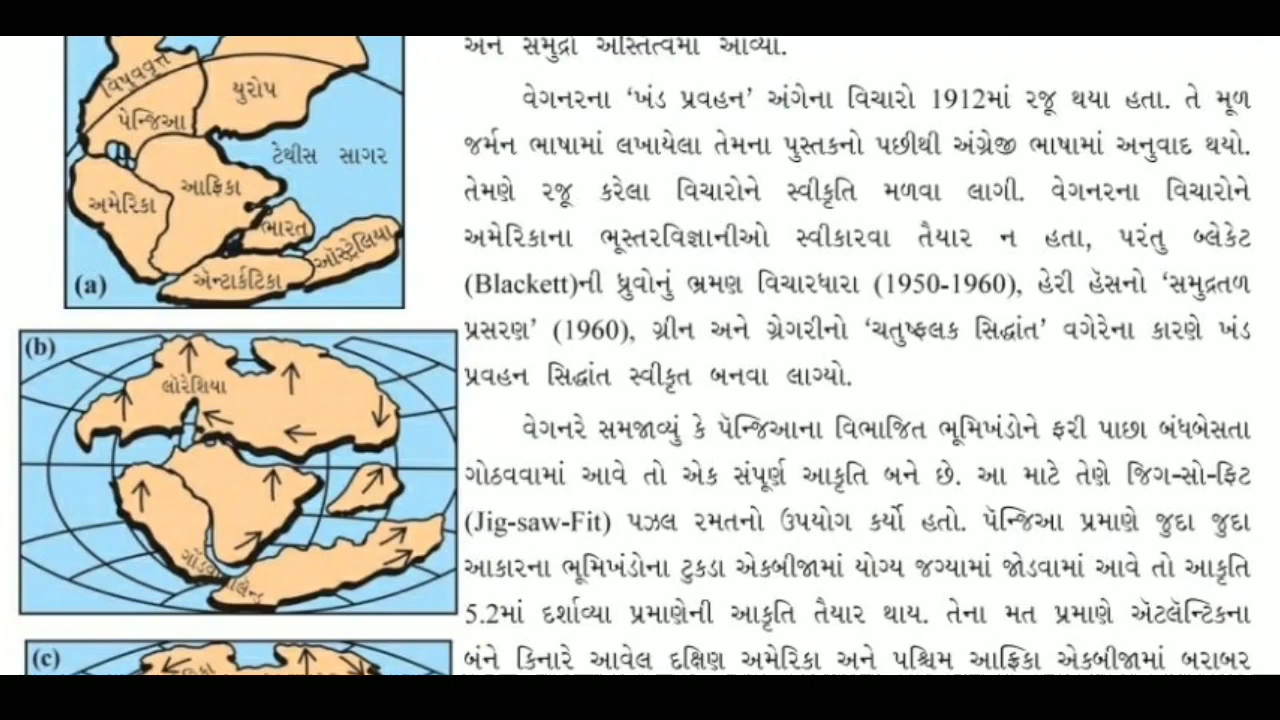 વિષુવવૃત્ત
યુરોપ
પેન્જિઆ
ટેથીસ સાગર
આફ્રિકા
અમેરિકા
ભારત
ઑસ્ટ્રેલિયા
ઍન્ટાર્કટિકા
(a)
(b)
લૉરેશિયા
(c)
અને સમુદ્રો અસ્તિત્વમાં આવ્યા.
વેગનરના ‘ખંડ પ્રવહન’ અંગેના વિચારો 1912માં રજૂ થયા હતા. તે મૂળ
જર્મન ભાષામાં લખાયેલા તેમના પુસ્તકનો પછીથી અંગ્રેજી ભાષામાં અનુવાદ થયો.
તેમણે રજૂ કરેલા વિચારોને સ્વીકૃતિ મળવા લાગી. વેગનરના વિચારોને
અમેરિકાના ભૂસ્તરવિજ્ઞાનીઓ સ્વીકારવા તૈયાર ન હતા, પરંતુ બ્લેકેટ
(Blackett)ની ધ્રુવોનું ભ્રમણ વિચારધારા (1950-1960), હેરી હૅસનો ‘સમુદ્રતળ
પ્રસરણ’ (1960), ગ્રીન અને ગ્રેગરીનો ‘ચતુષ્ફલક સિદ્ધાંત’ વગેરેના કારણે ખંડ
પ્રવહન સિદ્ધાંત સ્વીકૃત બનવા લાગ્યો.
વેગનરે સમજાવ્યું કે પૅન્જિઆના વિભાજિત ભૂમિખંડોને ફરી પાછા બંધબેસતા
ગોઠવવામાં આવે તો એક સંપૂર્ણ આકૃતિ બને છે. આ માટે તેણે જિગ-સો-ફિટ
(Jig-saw-Fit) પઝલ રમતનો ઉપયોગ કર્યો હતો. પૅન્જિઆ પ્રમાણે જુદા જુદા
આકારના ભૂમિખંડોના ટુકડા એકબીજામાં યોગ્ય જગ્યામાં જોડવામાં આવે તો આકૃતિ
5.2માં દર્શાવ્યા પ્રમાણેની આકૃતિ તૈયાર થાય. તેના મત પ્રમાણે ઍટલૅન્ટિકના
બંને કિનારે આવેલ દક્ષિણ અમેરિકા અને પશ્ચિમ આફ્રિકા એકબીજામાં બરાબર